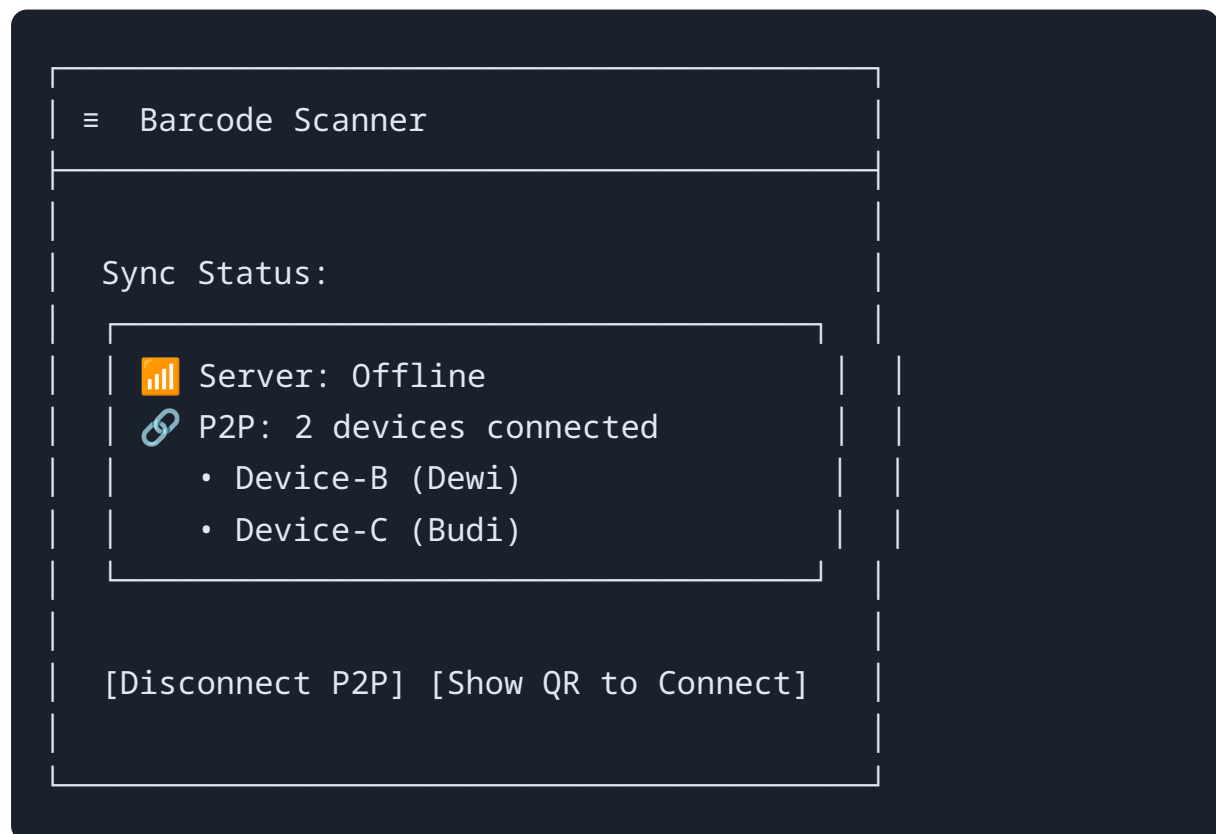 ≡ Barcode Scanner
Sync Status:
📶 Server: Offline
🔗 P2P: 2 devices connected
• Device-B (Dewi)
• Device-C (Budi)
[Disconnect P2P] [Show QR to Connect]